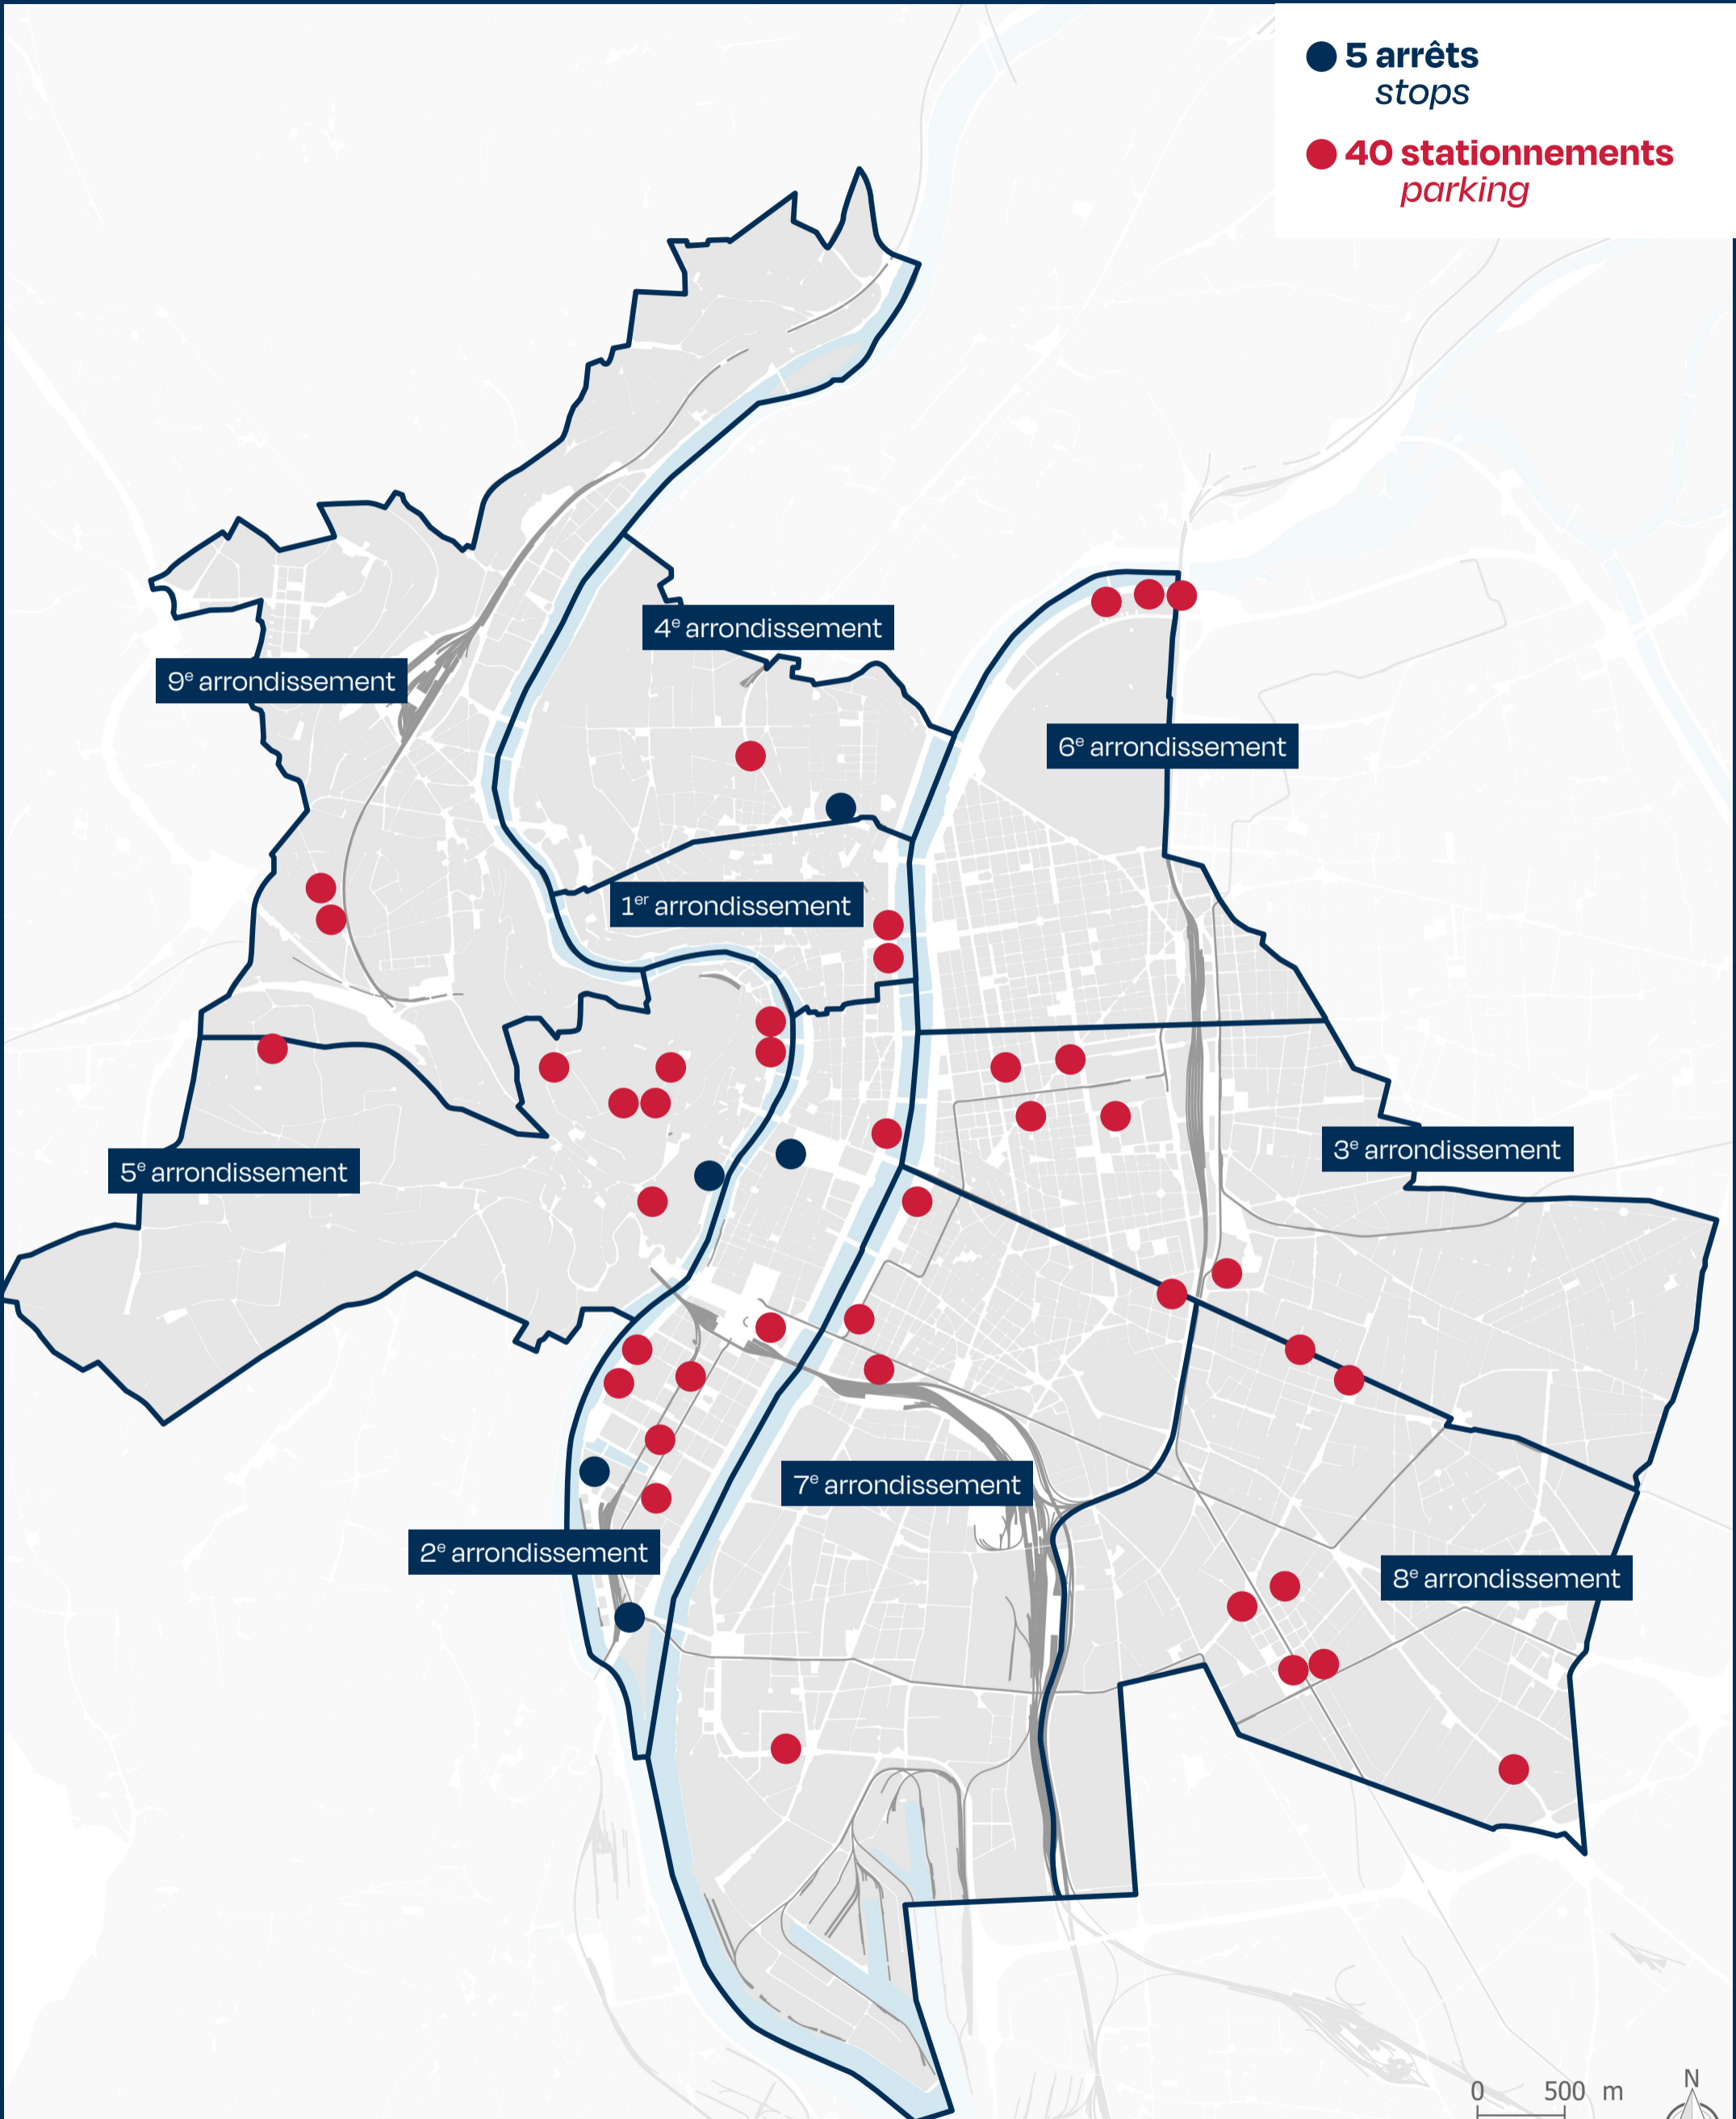 5 arrêts
stops
40 stationnements
parking
4e arrondissement
9e arrondissement
6e arrondissement
1er arrondissement
3e arrondissement
5e arrondissement
7e arrondissement
2e arrondissement
8e arrondissement
N
0 500 m